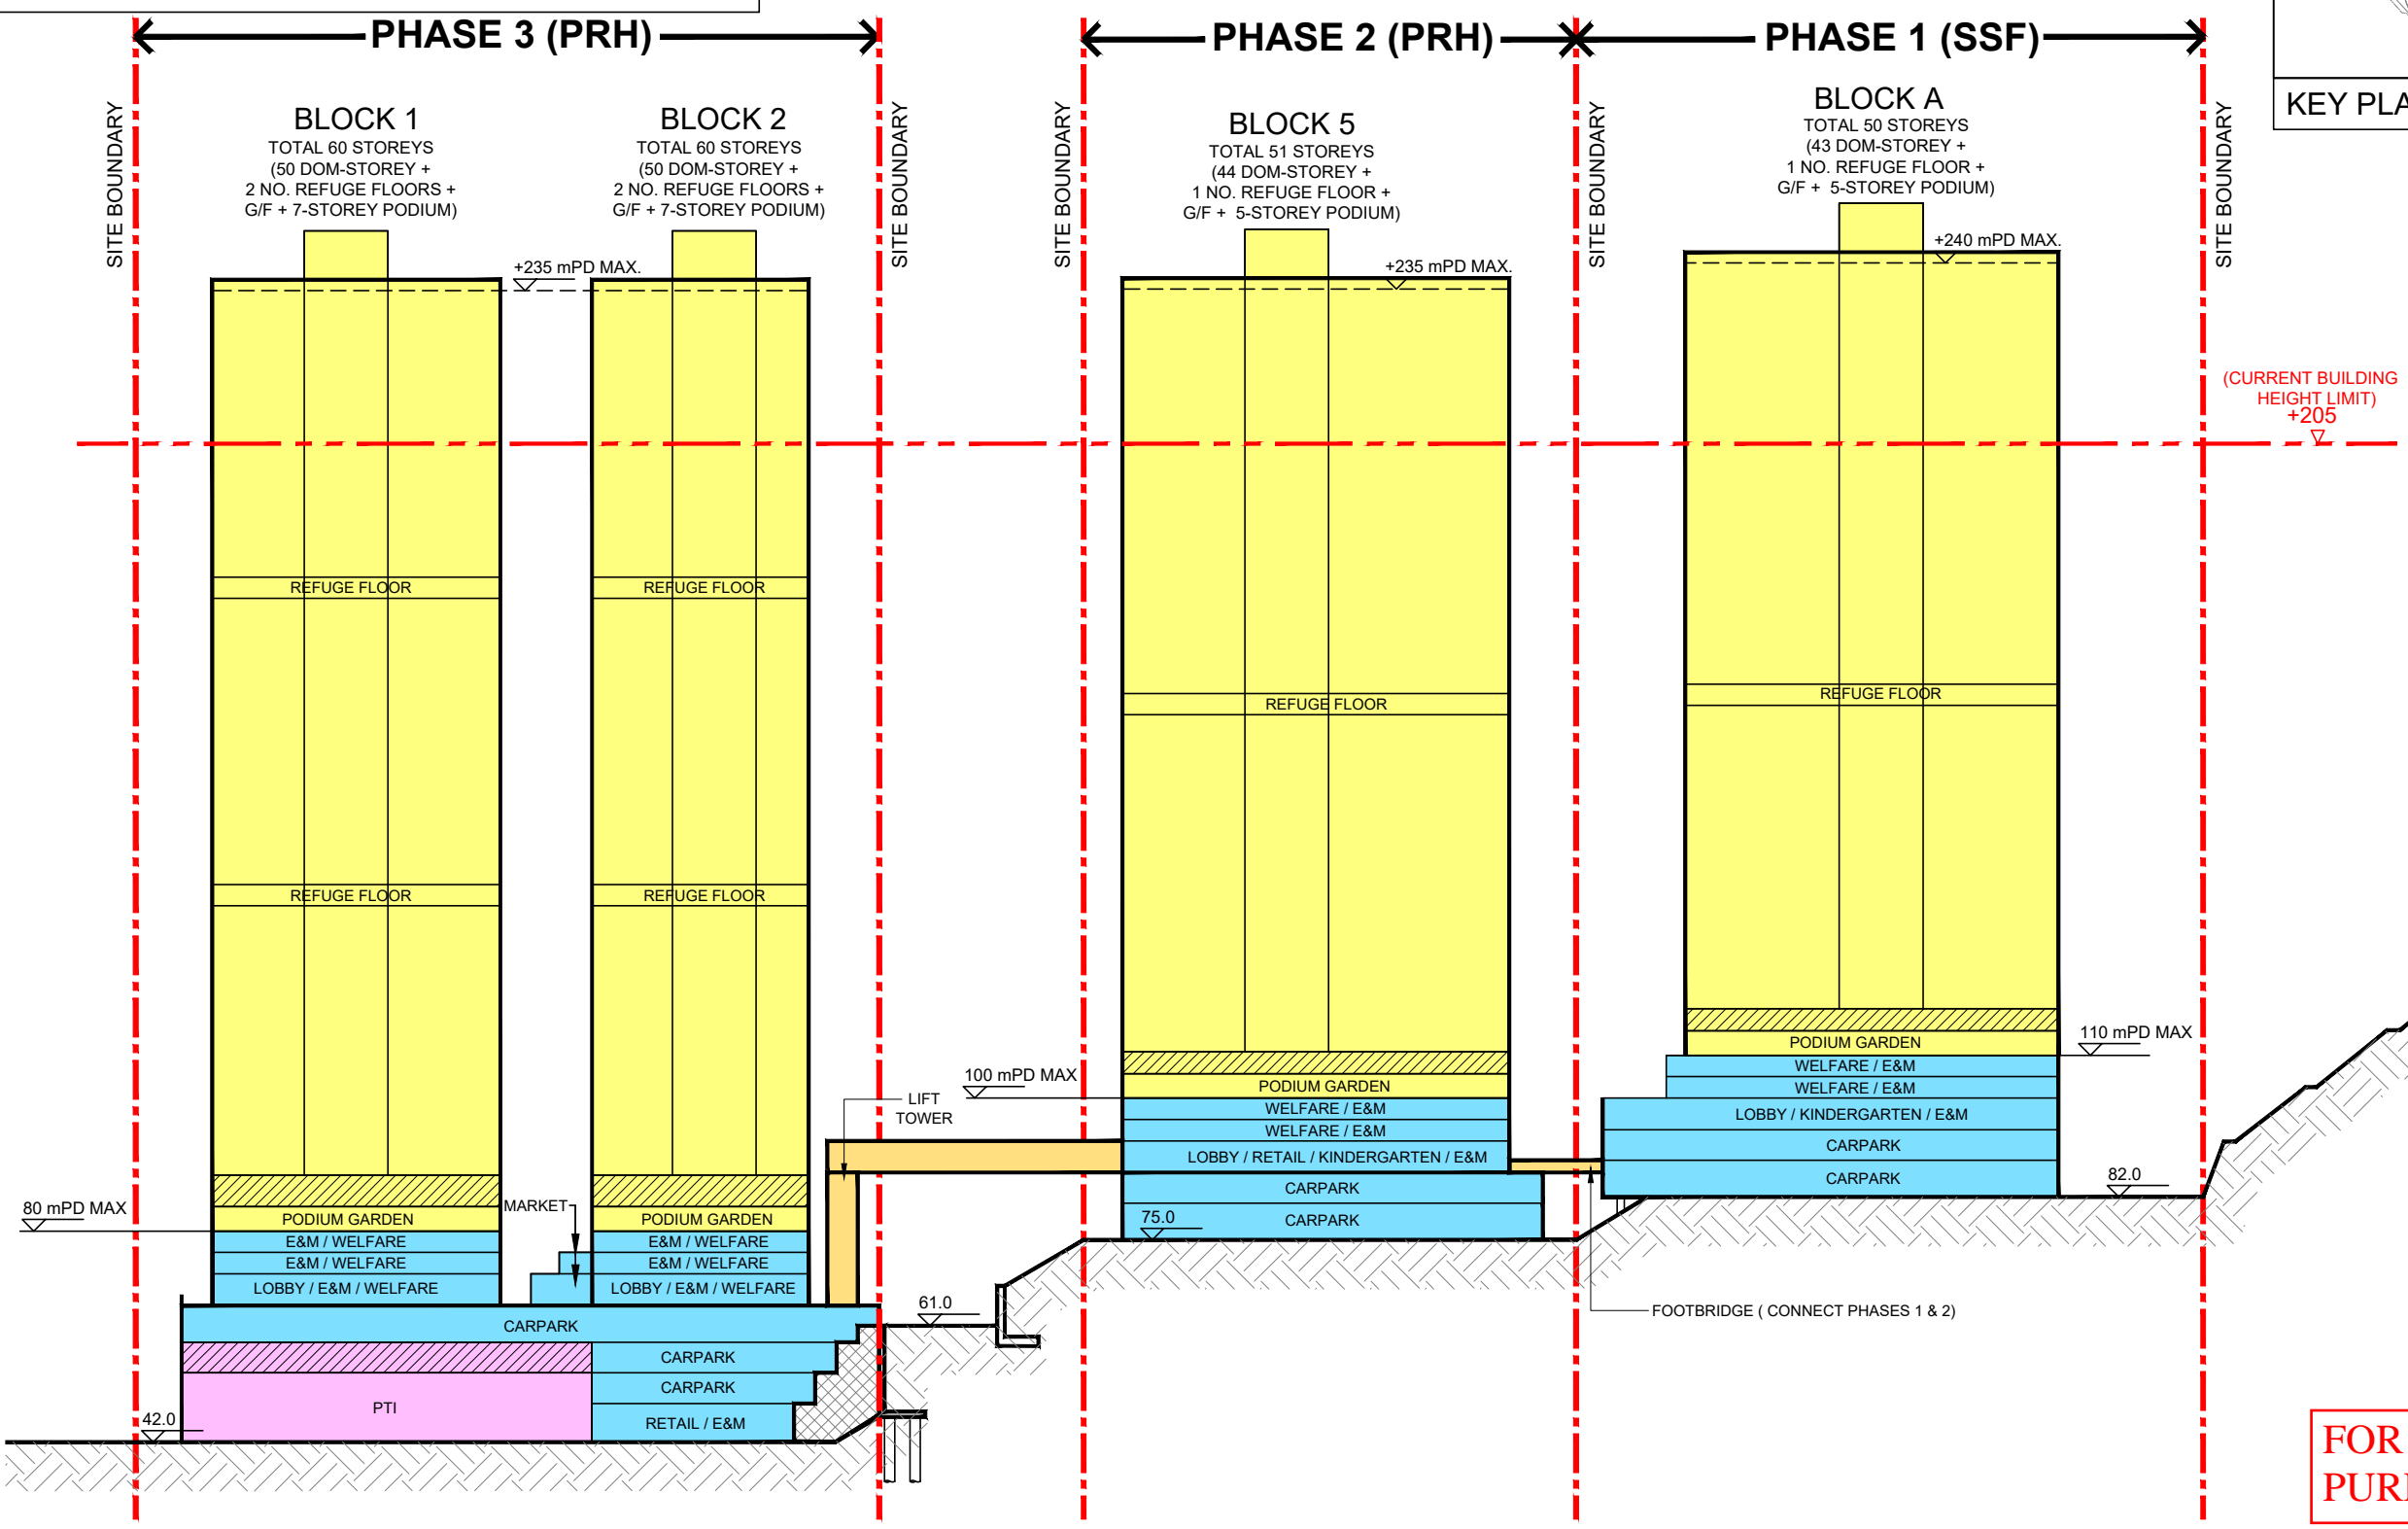 PHASE 3 (PRH)
PHASE 2 (PRH)
PHASE 1 (SSF)
SITE BOUNDARY
BLOCK 1
TOTAL 60 STOREYS
(50 DOM-STOREY +
2 NO. REFUGE FLOORS +
G/F + 7-STOREY PODIUM)
BLOCK 2
TOTAL 60 STOREYS
(50 DOM-STOREY +
2 NO. REFUGE FLOORS +
G/F + 7-STOREY PODIUM)
SITE BOUNDARY
SITE BOUNDARY
BLOCK 5
TOTAL 51 STOREYS
(44 DOM-STOREY +
1 NO. REFUGE FLOOR +
G/F + 5-STOREY PODIUM)
SITE BOUNDARY
BLOCK A
TOTAL 50 STOREYS
(43 DOM-STOREY +
1 NO. REFUGE FLOOR +
G/F + 5-STOREY PODIUM)
SITE BOUNDARY
+235 mPD MAX.
+235 mPD MAX.
+240 mPD MAX.
(CURRENT BUILDING
HEIGHT LIMIT)
+205
REFUGE FLOOR
REFUGE FLOOR
REFUGE FLOOR
REFUGE FLOOR
REFUGE FLOOR
REFUGE FLOOR
80 mPD MAX
PODIUM GARDEN
E&M / WELFARE
E&M / WELFARE
LOBBY / E&M / WELFARE
MARKET
PODIUM GARDEN
E&M / WELFARE
E&M / WELFARE
LOBBY / E&M / WELFARE
CARPARK
CARPARK
CARPARK
RETAIL / E&M
PTI
42.0
61.0
LIFT
TOWER
100 mPD MAX
PODIUM GARDEN
WELFARE / E&M
WELFARE / E&M
LOBBY / RETAIL / KINDERGARTEN / E&M
CARPARK
CARPARK
75.0
110 mPD MAX
PODIUM GARDEN
WELFARE / E&M
WELFARE / E&M
LOBBY / KINDERGARTEN / E&M
CARPARK
CARPARK
82.0
FOOTBRIDGE ( CONNECT PHASES 1 & 2)
KEY
FOR